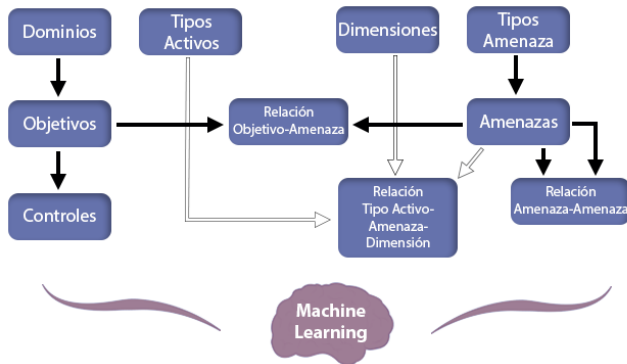 Dominios
Tipos
Activos
Dimensiones
Tipos
Amenaza
Objetivos
Relación
Objetivo-Amenaza
Amenazas
Controles
Relación
Tipo Activo-
Amenaza-
Dimensión
Relación
Amenaza-Amenaza
Machine
Learning